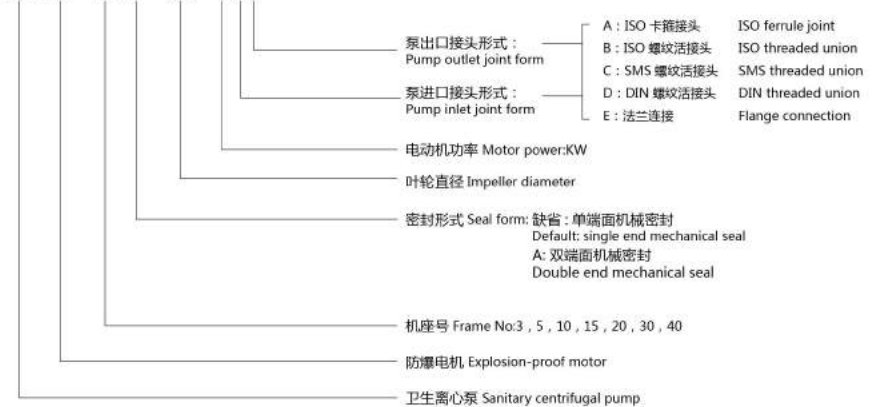 泵出口接头形式：
Pump outlet joint form
泵进口接头形式：
Pump inlet joint form
A：ISO 卡箍接头 ISO ferrule joint
B：ISO 螺纹活接头 ISO threaded union
C：SMS 螺纹活接头 SMS threaded union
D：DIN 螺纹活接头 DIN threaded union
E：法兰连接 Flange connection
电动机功率 Motor power:KW
叶轮直径 Impeller diameter
密封形式 Seal form: 缺省：单端面机械密封
Default: single end mechanical seal
A: 双端面机械密封
Double end mechanical seal
机座号 Frame No:3，5，10，15，20，30，40
防爆电机 Explosion-proof motor
卫生离心泵 Sanitary centrifugal pump